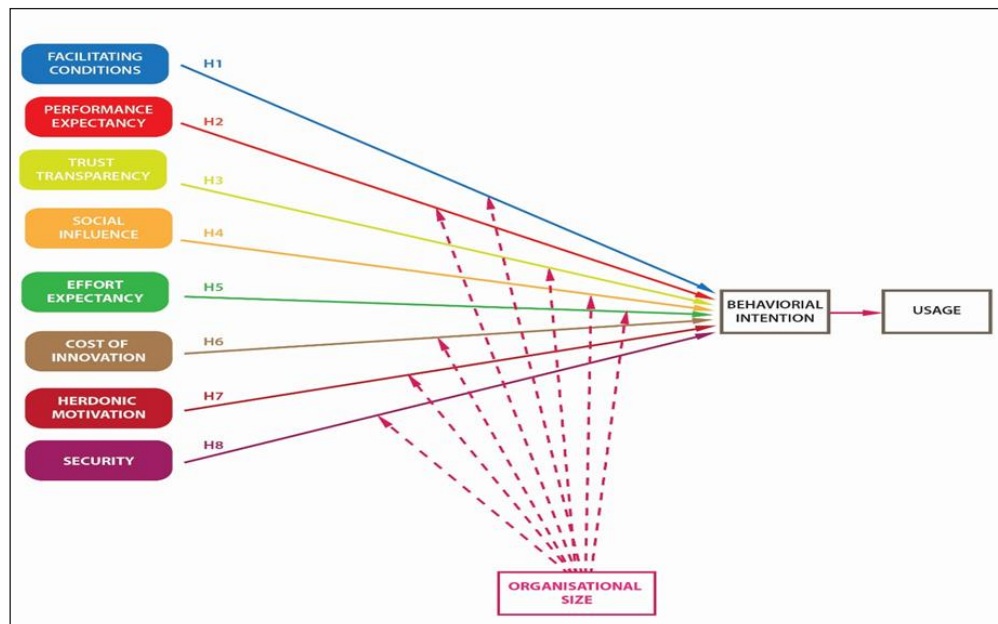 FACILITATING
CONDITIONS
H1
PERFORMANCE
EXPECTANCY
H2
TRUST
TRANSPARENCY
H3
SOCIAL
INFLUENCE
H4
EFFORT
EXPECTANCY
H5
COST OF
INNOVATION
H6
HERDONIC
MOTIVATION
H7
SECURITY
H8
BEHAVIORIAL
INTENTION
USAGE
ORGANISATIONAL
SIZE